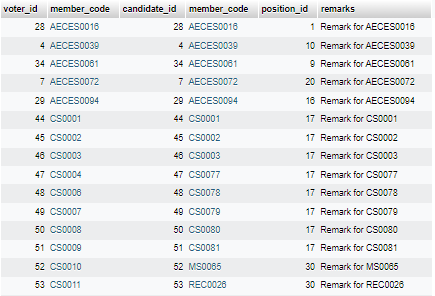 voter_id member_code candidate_id member_code position_id remarks
28 AECES0016 28 AECES0016 1 Remark for AECES0016
4 AECES0039 4 AECES0039 10 Remark for AECES0039
34 AECES0061 34 AECES0061 9 Remark for AECES0061
7 AECES0072 7 AECES0072 20 Remark for AECES0072
29 AECES0094 29 AECES0094 16 Remark for AECES0094
44 CS0001 44 CS0001 17 Remark for CS0001
45 CS0002 45 CS0002 17 Remark for CS0002
46 CS0003 46 CS0003 17 Remark for CS0003
47 CS0004 47 CS0077 17 Remark for CS0077
48 CS0006 48 CS0078 17 Remark for CS0078
49 CS0007 49 CS0079 17 Remark for CS0079
50 CS0008 50 CS0080 17 Remark for CS0080
51 CS0009 51 CS0081 17 Remark for CS0081
52 CS0010 52 MS0065 30 Remark for MS0065
53 CS0011 53 REC0026 30 Remark for REC0026